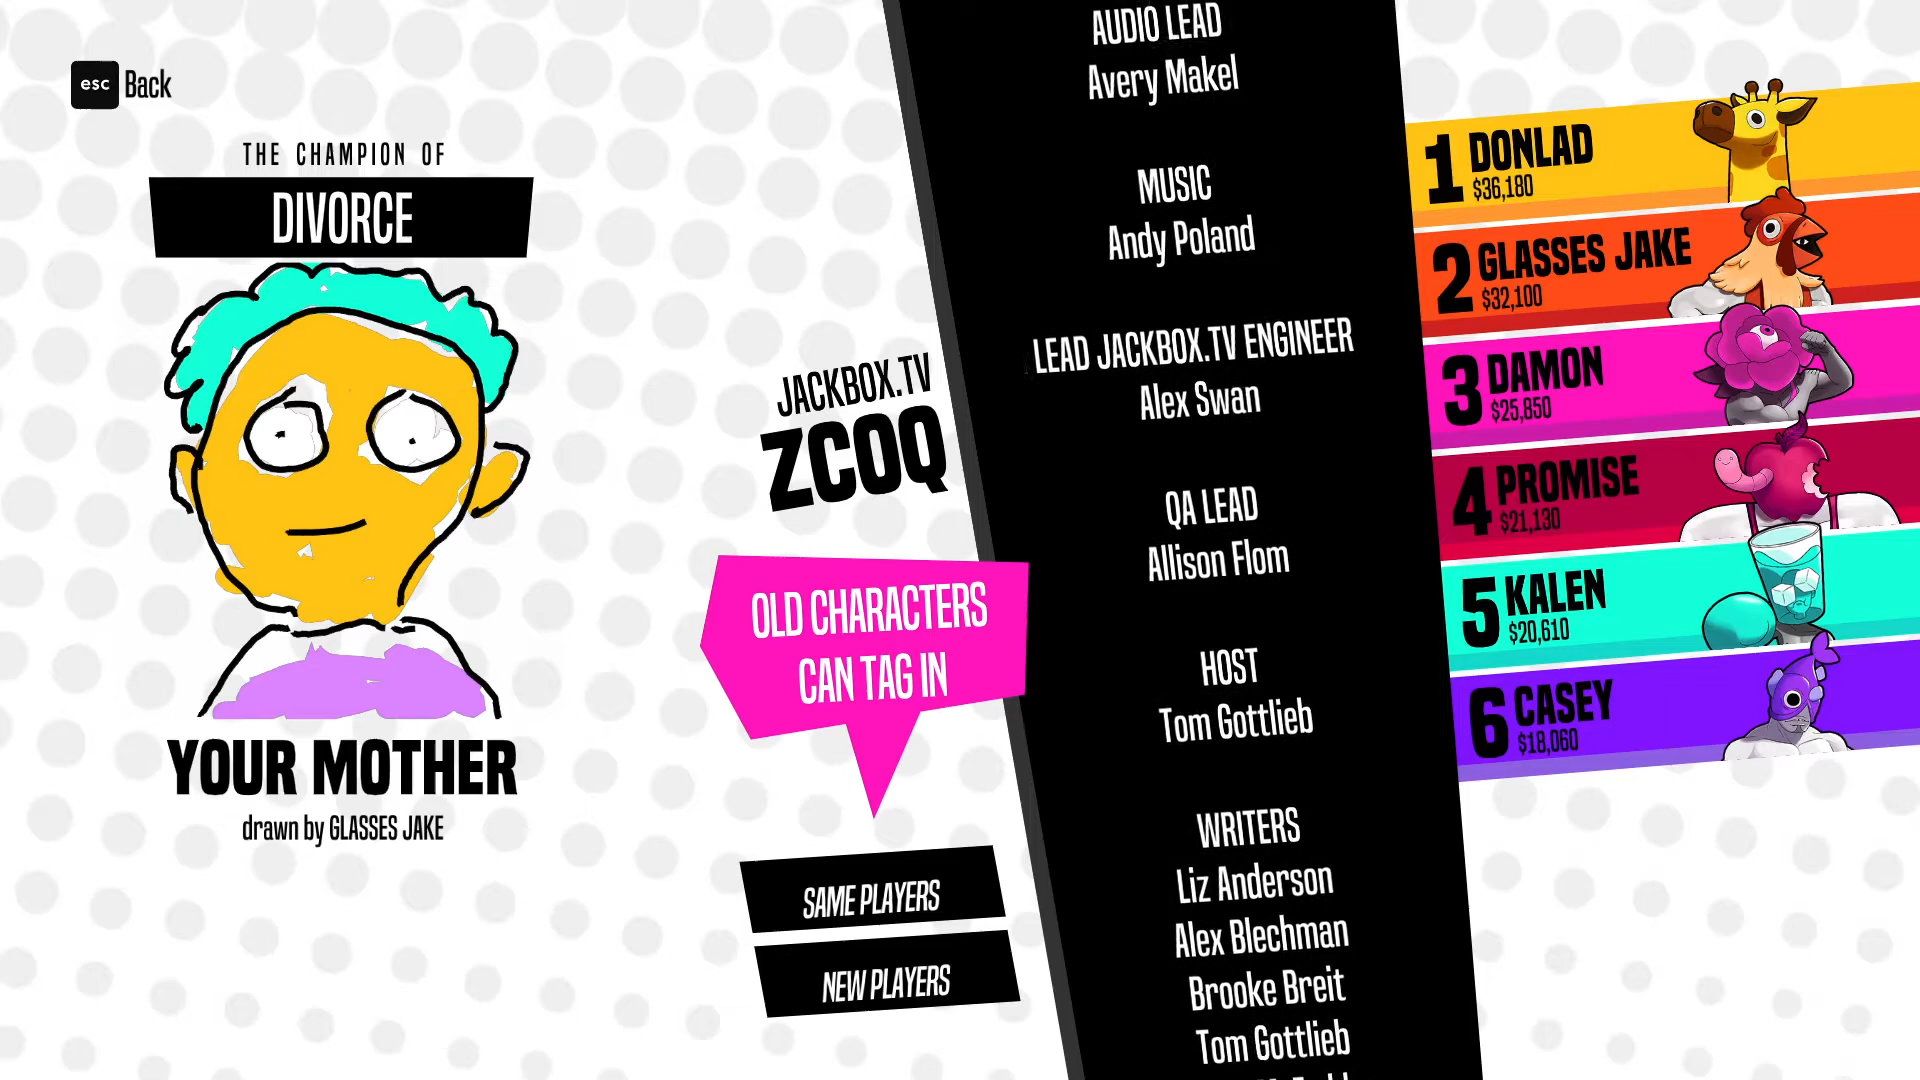 esc Back
THE CHAMPION OF
DIVORCE
YOUR MOTHER
drawn by GLASSES JAKE
JACKBOX.TV
ZCOQ
OLD CHARACTERS
CAN TAG IN
SAME PLAYERS
NEW PLAYERS
AUDIO LEAD
Avery Makel
MUSIC
Andy Poland
LEAD JACKBOX.TV ENGINEER
Alex Swan
QA LEAD
Allison Flom
HOST
Tom Gottlieb
WRITERS
Liz Anderson
Alex Blechman
Brooke Breit
Tom Gottlieb
1 DONLAD
$36,180
2 GLASSES JAKE
$32,100
3 DAMON
$25,850
4 PROMISE
$21,130
5 KALEN
$20,610
6 CASEY
$18,060